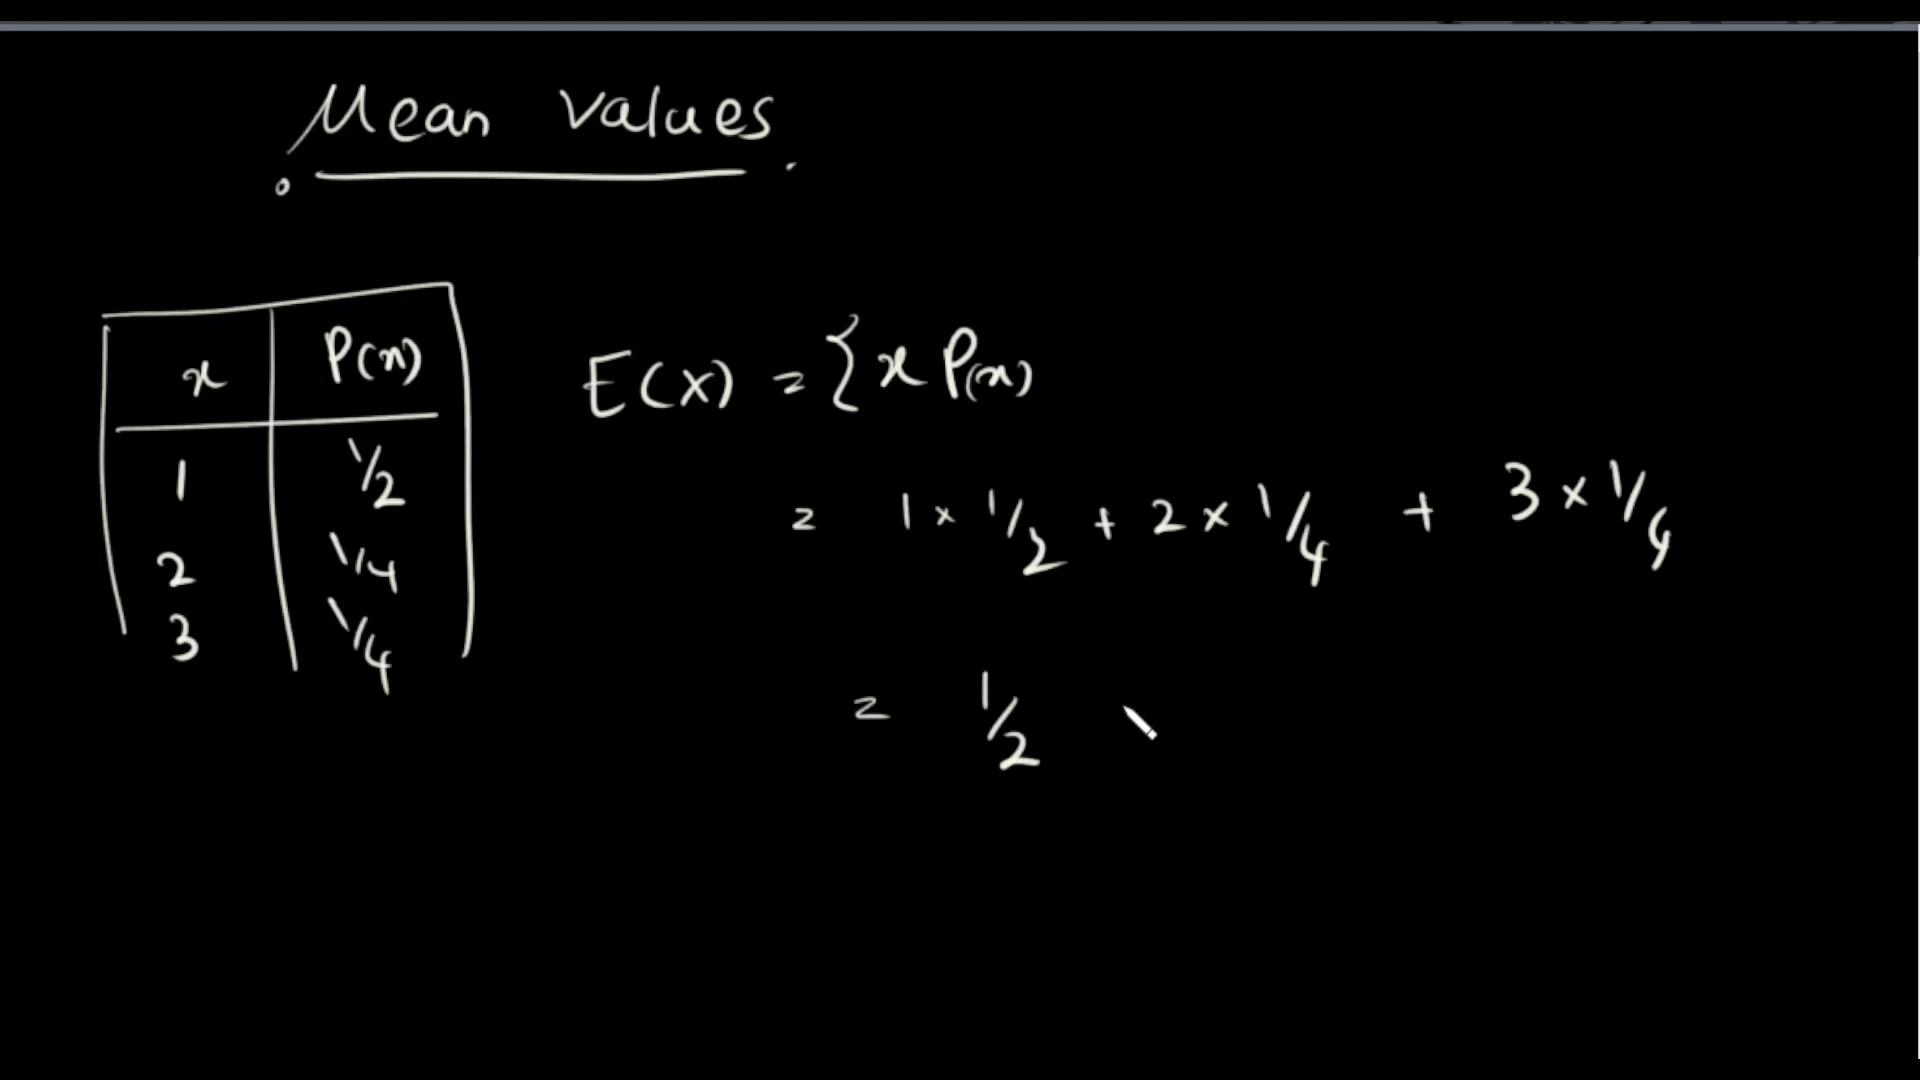 Mean values
x P(x)
1 1/2
2 1/4
3 1/4
E(X) = Σ x P(x)
= 1 × 1/2 + 2 × 1/4 + 3 × 1/4
= 1/2